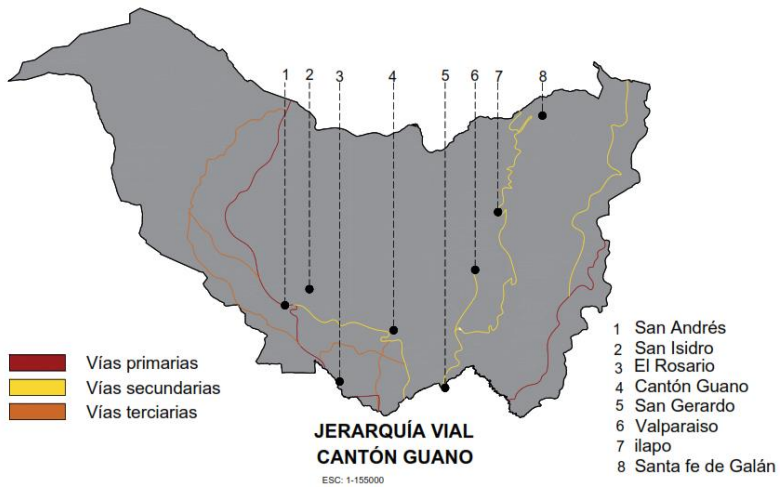 1 2 3 4 5 6 7 8
Vías primarias
Vías secundarias
Vías terciarias
JERARQUÍA VIAL
CANTÓN GUANO
ESC: 1-155000
1 San Andrés
2 San Isidro
3 El Rosario
4 Cantón Guano
5 San Gerardo
6 Valparaiso
7 ilapo
8 Santa fe de Galán